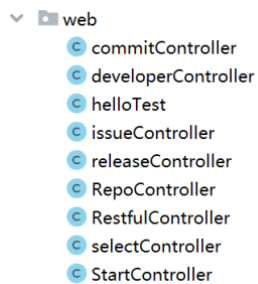 web
commitController
developerController
helloTest
issueController
releaseController
RepoController
RestfulController
selectController
StartController